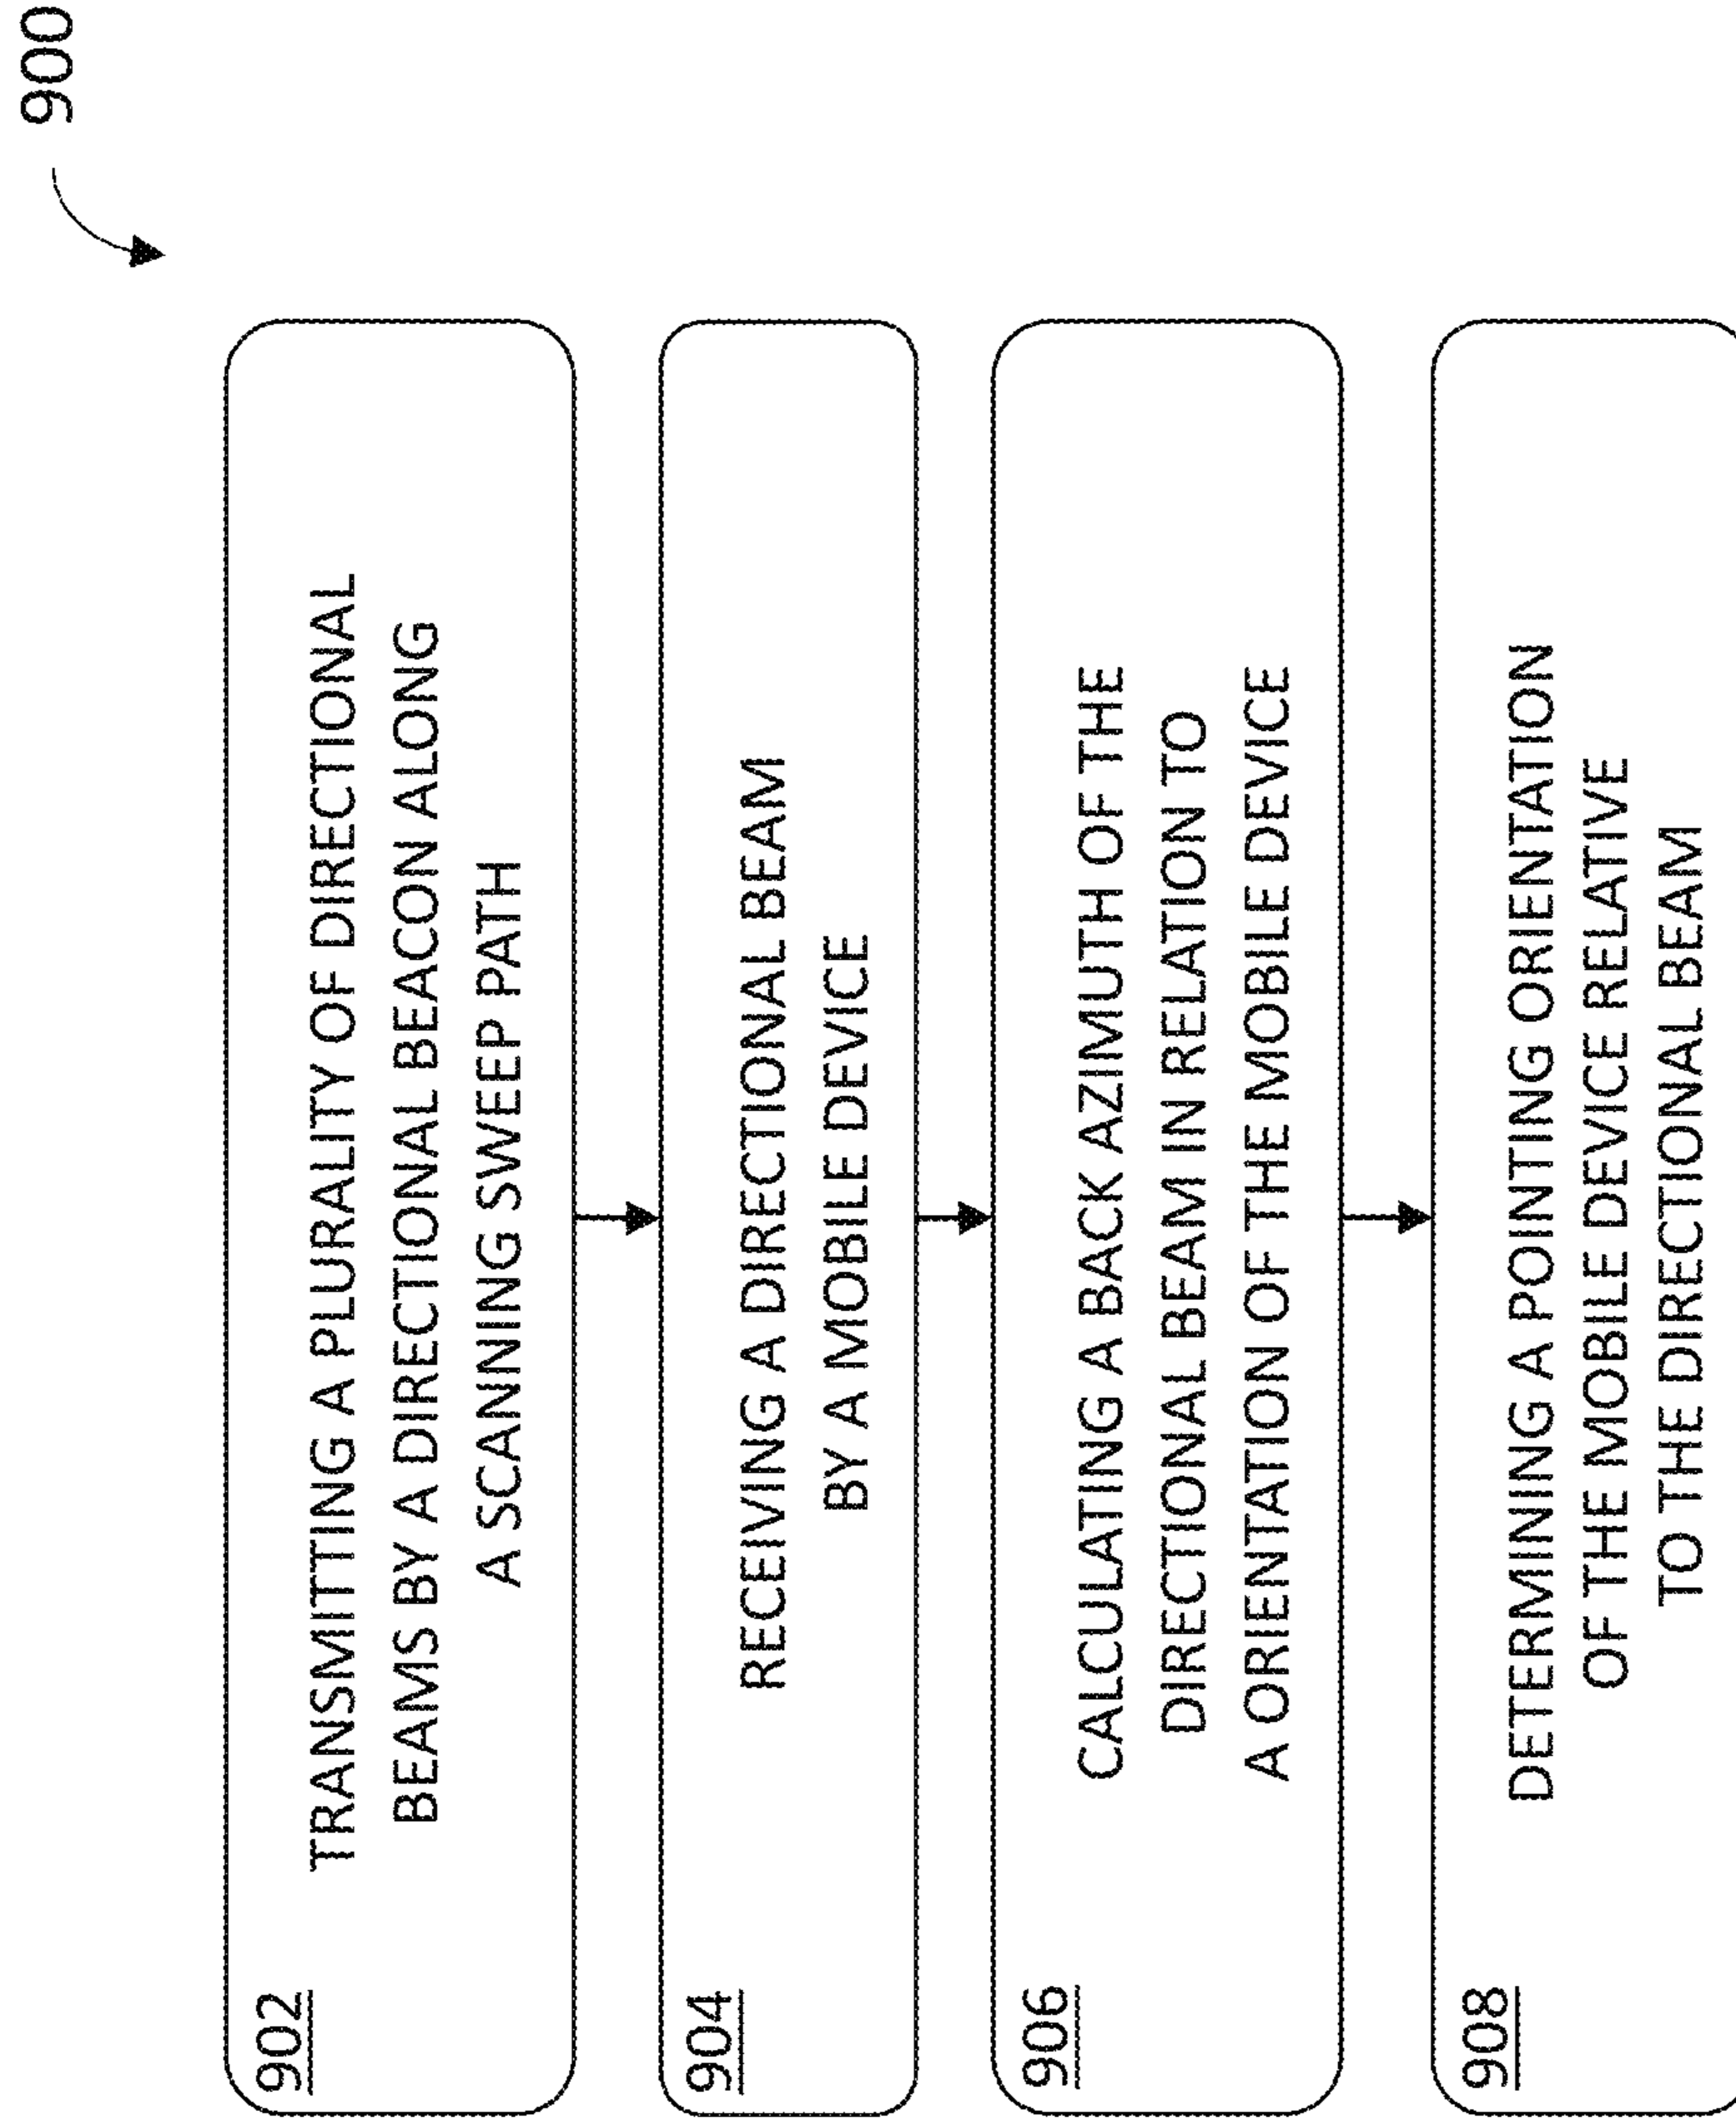 900
902
TRANSMITTING A PLURALITY OF DIRECTIONAL
BEAMS BY A DIRECTIONAL BEACON ALONG
A SCANNING SWEEP PATH
904
RECEIVING A DIRECTIONAL BEAM
BY A MOBILE DEVICE
906
CALCULATING A BACK AZIMUTH OF THE
DIRECTIONAL BEAM IN RELATION TO
A ORIENTATION OF THE MOBILE DEVICE
908
DETERMINING A POINTING ORIENTATION
OF THE MOBILE DEVICE RELATIVE
TO THE DIRECTIONAL BEAM